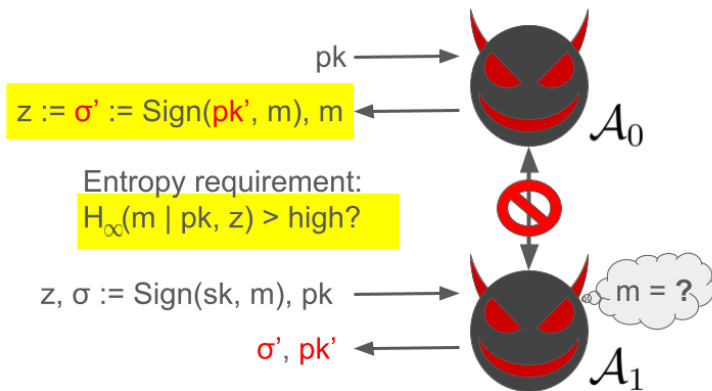 pk
z := σ' := Sign(pk', m), m
𝒜₀
Entropy requirement:
H∞(m | pk, z) > high?
z, σ := Sign(sk, m), pk
m = ?
σ', pk'
𝒜₁